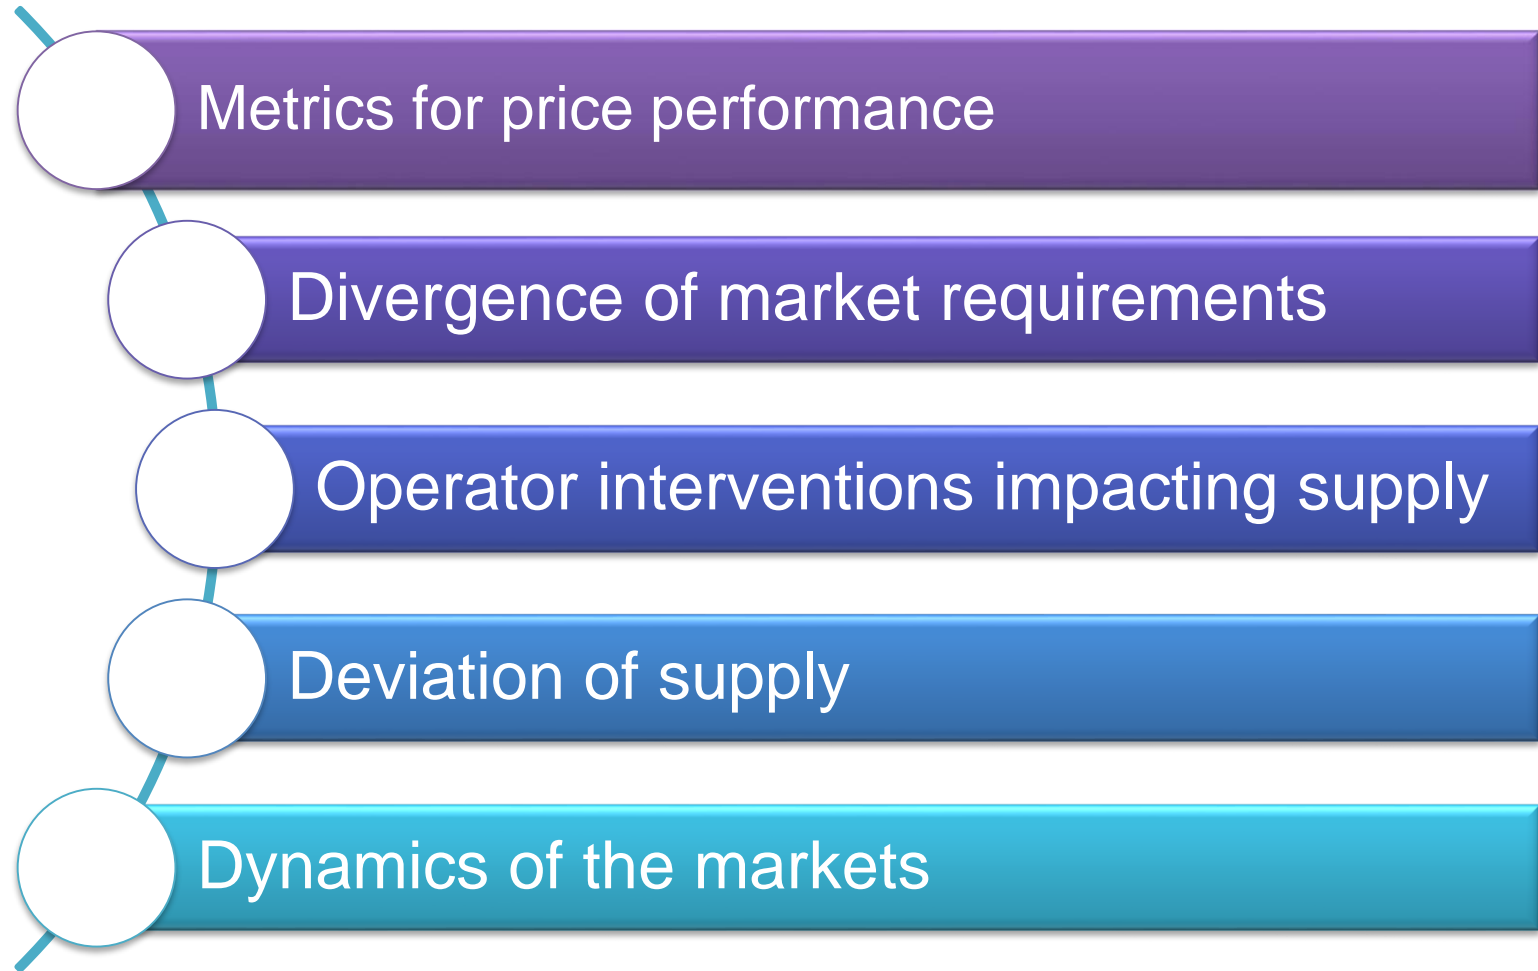 Metrics for price performance
Divergence of market requirements
Operator interventions impacting supply
Deviation of supply
Dynamics of the markets